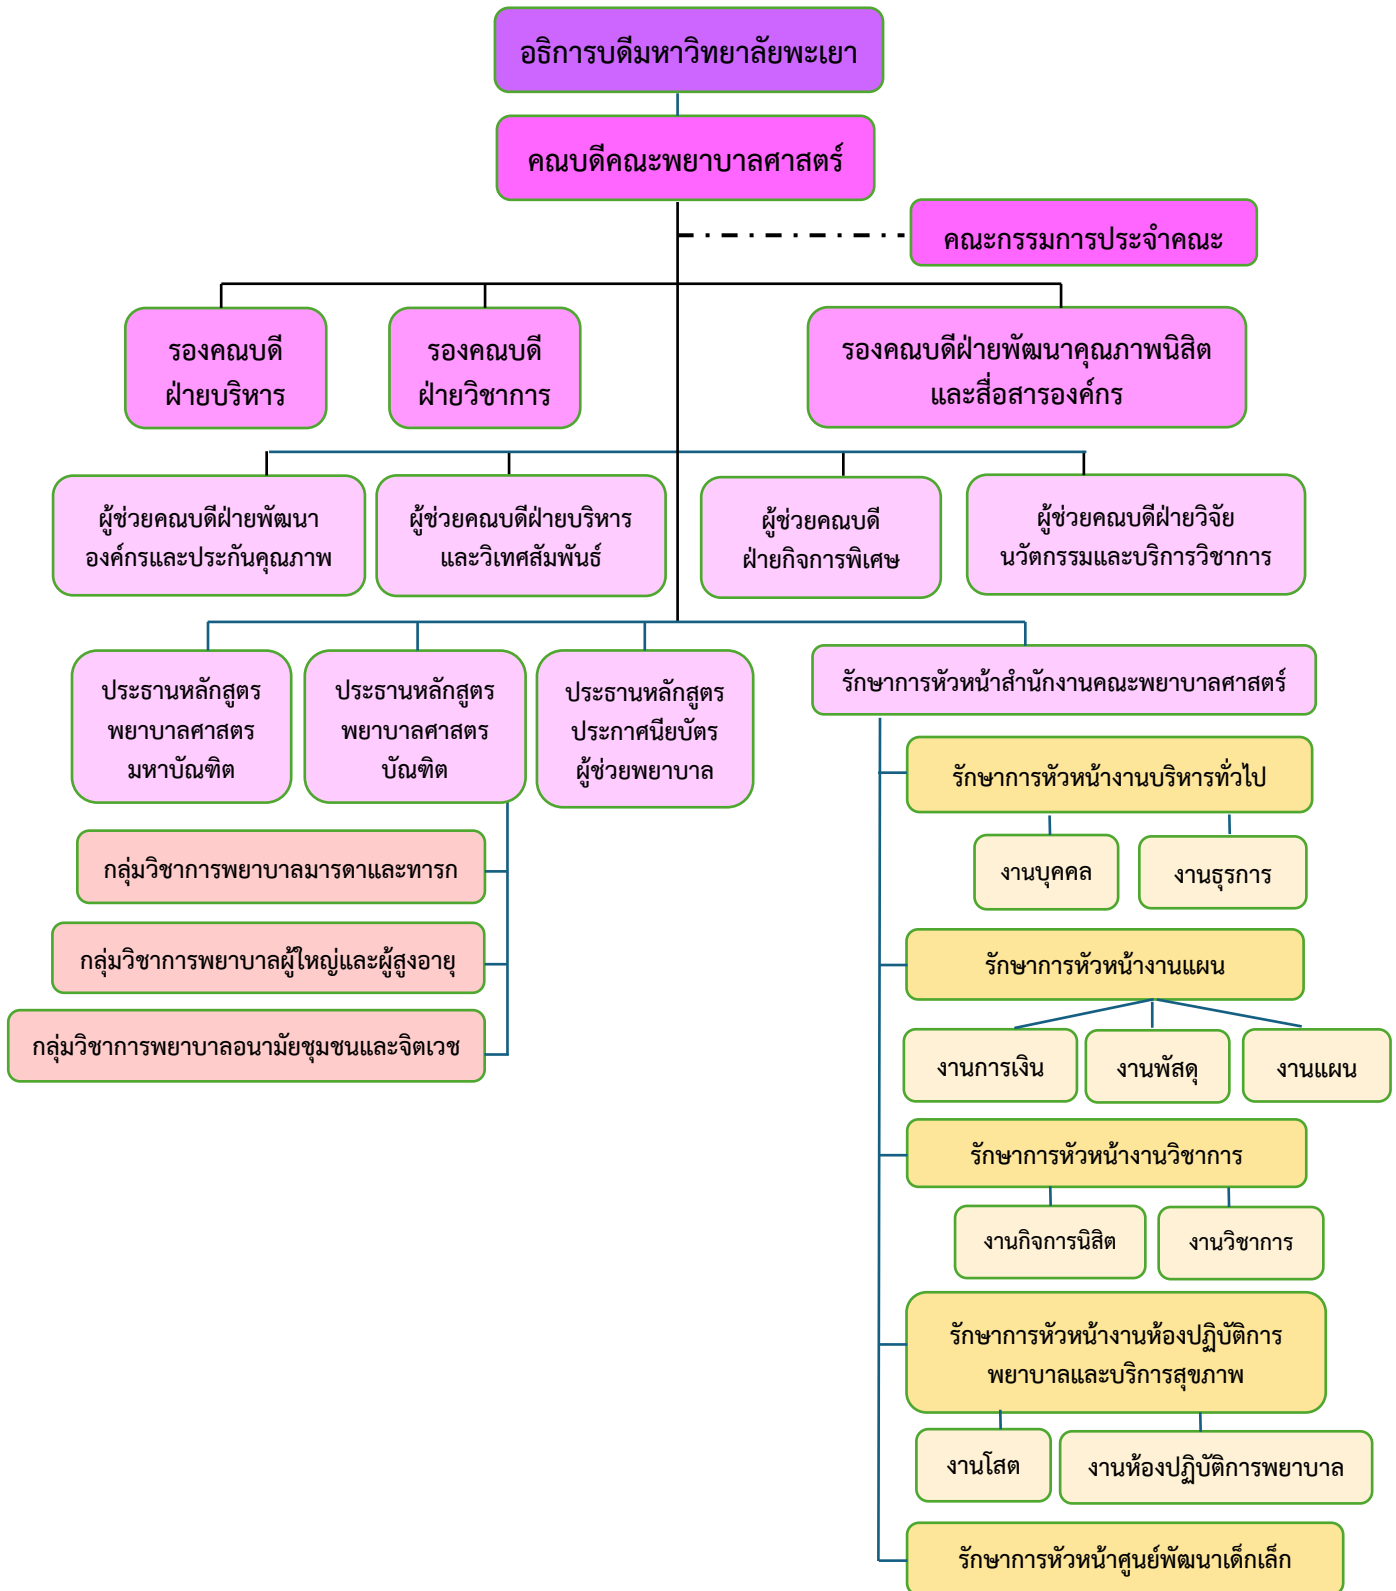 อธิการบดีมหาวิทยาลัยพะเยา
คณบดีคณะพยาบาลศาสตร์
คณะกรรมการประจำคณะ
รองคณบดี
ฝ่ายบริหาร
รองคณบดี
ฝ่ายวิชาการ
รองคณบดีฝ่ายพัฒนาคุณภาพนิสิต
และสื่อสารองค์กร
ผู้ช่วยคณบดีฝ่ายพัฒนา
องค์กรและประกันคุณภาพ
ผู้ช่วยคณบดีฝ่ายบริหาร
และวิเทศสัมพันธ์
ผู้ช่วยคณบดี
ฝ่ายกิจการพิเศษ
ผู้ช่วยคณบดีฝ่ายวิจัย
นวัตกรรมและบริการวิชาการ
ประธานหลักสูตร
พยาบาลศาสตร
มหาบัณฑิต
ประธานหลักสูตร
พยาบาลศาสตร
บัณฑิต
ประธานหลักสูตร
ประกาศนียบัตร
ผู้ช่วยพยาบาล
รักษาการหัวหน้าสำนักงานคณะพยาบาลศาสตร์
กลุ่มวิชาการพยาบาลมารดาและทารก
กลุ่มวิชาการพยาบาลผู้ใหญ่และผู้สูงอายุ
กลุ่มวิชาการพยาบาลอนามัยชุมชนและจิตเวช
รักษาการหัวหน้างานบริหารทั่วไป
งานบุคคล
งานธุรการ
รักษาการหัวหน้างานแผน
งานการเงิน
งานพัสดุ
งานแผน
รักษาการหัวหน้างานวิชาการ
งานกิจการนิสิต
งานวิชาการ
รักษาการหัวหน้างานห้องปฏิบัติการ
พยาบาลและบริการสุขภาพ
งานโสต
งานห้องปฏิบัติการพยาบาล
รักษาการหัวหน้าศูนย์พัฒนาเด็กเล็ก